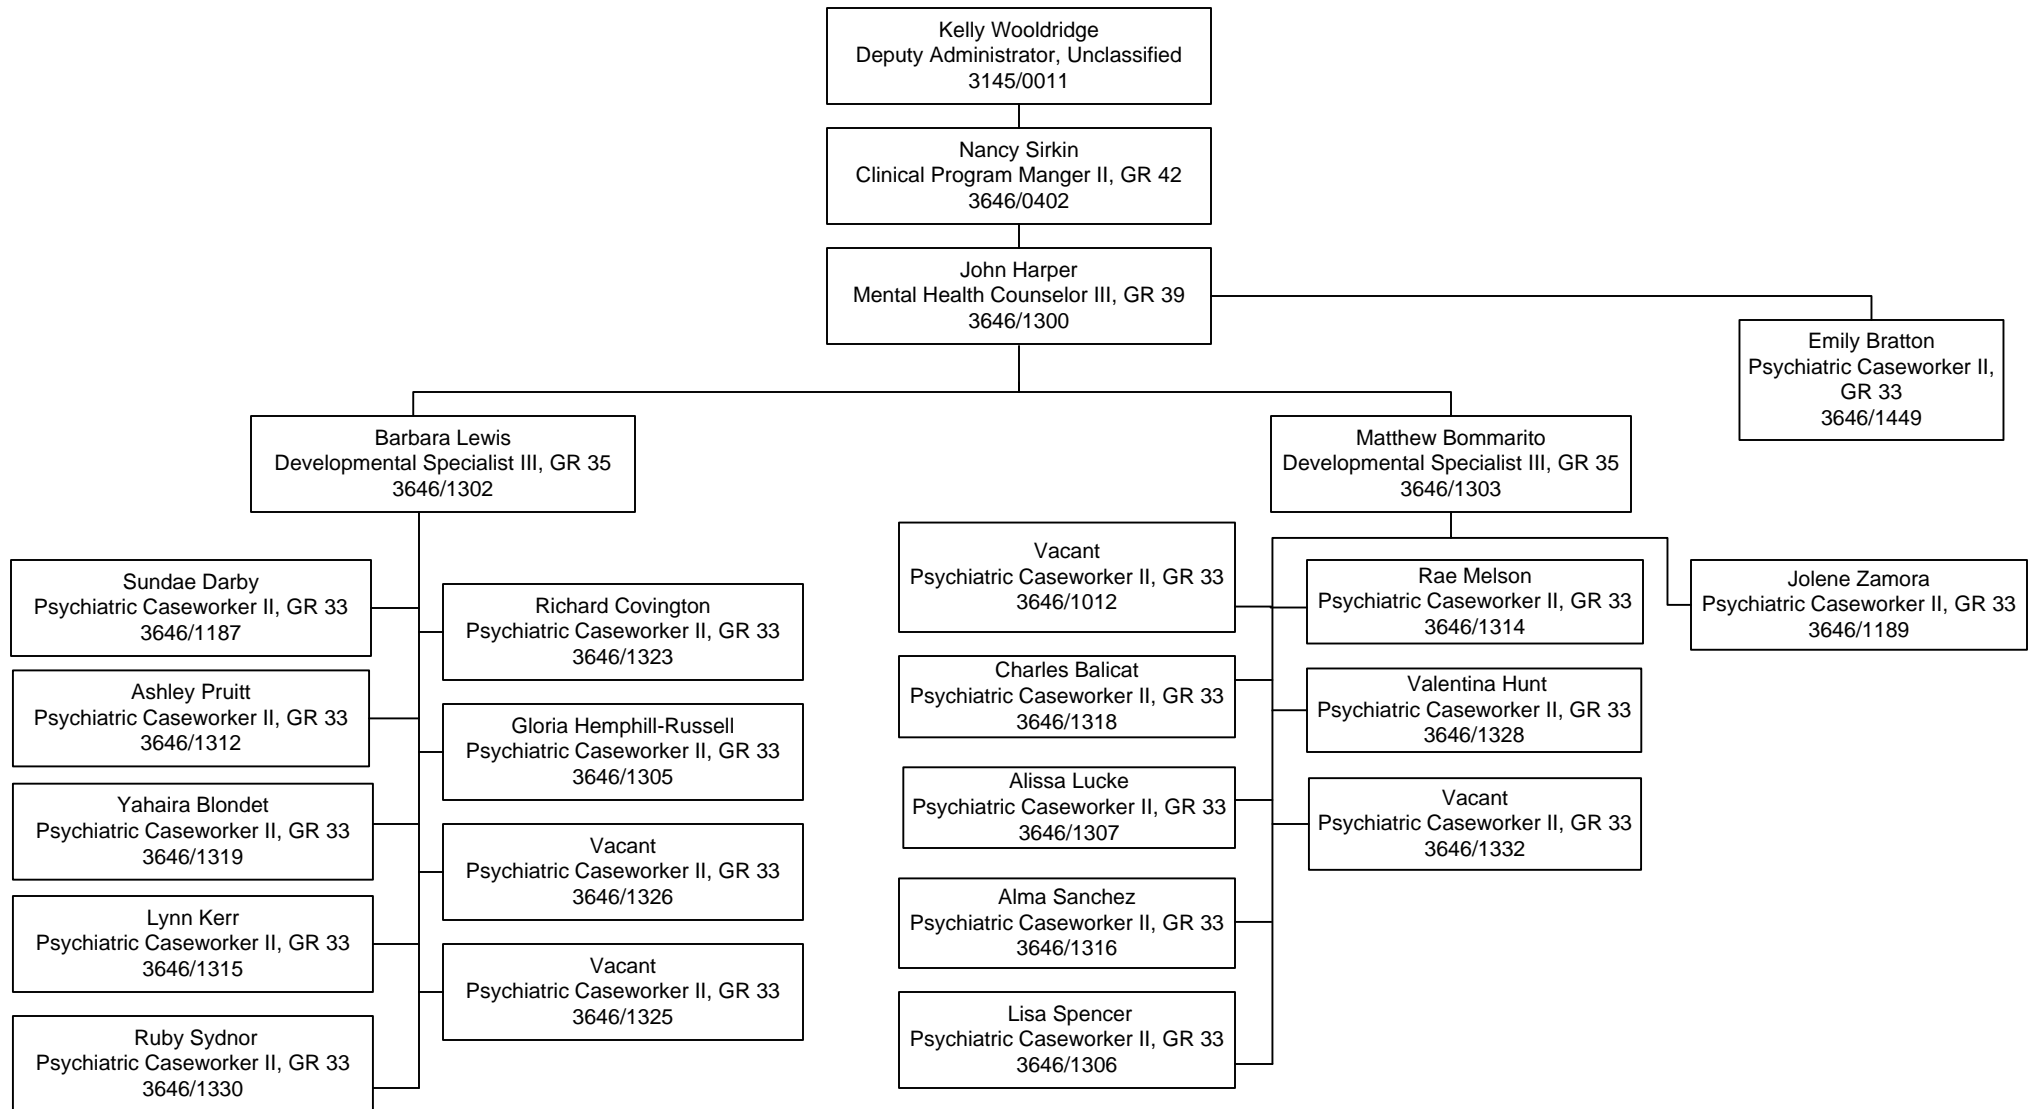 Kelly Wooldridge
Deputy Administrator, Unclassified
3145/0011
Nancy Sirkin
Clinical Program Manger II, GR 42
3646/0402
John Harper
Mental Health Counselor III, GR 39
3646/1300
Emily Bratton
Psychiatric Caseworker II,
GR 33
3646/1449
Barbara Lewis
Developmental Specialist III, GR 35
3646/1302
Matthew Bommarito
Developmental Specialist III, GR 35
3646/1303
Sundae Darby
Psychiatric Caseworker II, GR 33
3646/1187
Ashley Pruitt
Psychiatric Caseworker II, GR 33
3646/1312
Yahaira Blondet
Psychiatric Caseworker II, GR 33
3646/1319
Lynn Kerr
Psychiatric Caseworker II, GR 33
3646/1315
Ruby Sydnor
Psychiatric Caseworker II, GR 33
3646/1330
Richard Covington
Psychiatric Caseworker II, GR 33
3646/1323
Gloria Hemphill-Russell
Psychiatric Caseworker II, GR 33
3646/1305
Vacant
Psychiatric Caseworker II, GR 33
3646/1326
Vacant
Psychiatric Caseworker II, GR 33
3646/1325
Vacant
Psychiatric Caseworker II, GR 33
3646/1012
Charles Balicat
Psychiatric Caseworker II, GR 33
3646/1318
Alissa Lucke
Psychiatric Caseworker II, GR 33
3646/1307
Alma Sanchez
Psychiatric Caseworker II, GR 33
3646/1316
Lisa Spencer
Psychiatric Caseworker II, GR 33
3646/1306
Rae Melson
Psychiatric Caseworker II, GR 33
3646/1314
Valentina Hunt
Psychiatric Caseworker II, GR 33
3646/1328
Vacant
Psychiatric Caseworker II, GR 33
3646/1332
Jolene Zamora
Psychiatric Caseworker II, GR 33
3646/1189